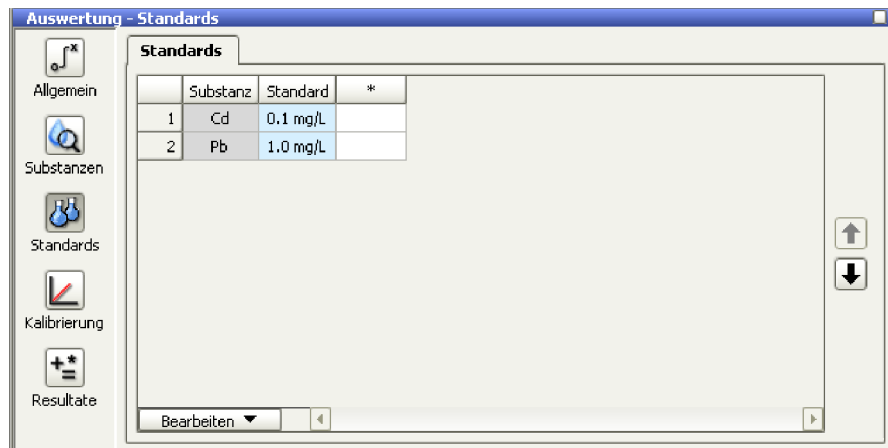 Auswertung - Standards
Allgemein
Substanzen
Standards
Kalibrierung
Resultate
Standards
Substanz Standard *
1 Cd 0.1 mg/L
2 Pb 1.0 mg/L
Bearbeiten